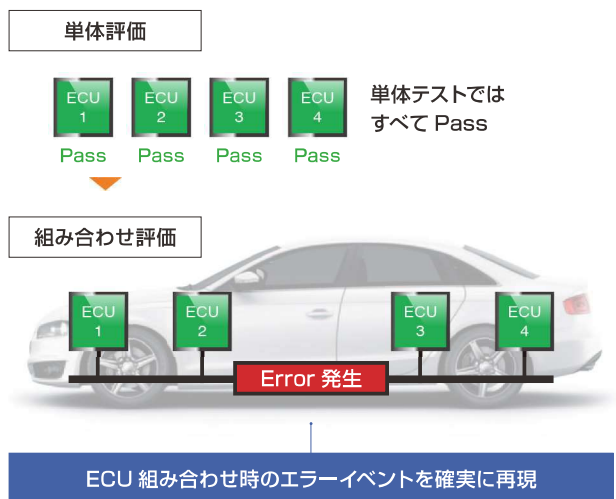 単体評価
ECU
1
ECU
2
ECU
3
ECU
4
単体テストでは
すべて Pass
Pass Pass Pass Pass
組み合わせ評価
ECU
1
ECU
2
ECU
3
ECU
4
Error 発生
ECU 組み合わせ時のエラーイベントを確実に再現